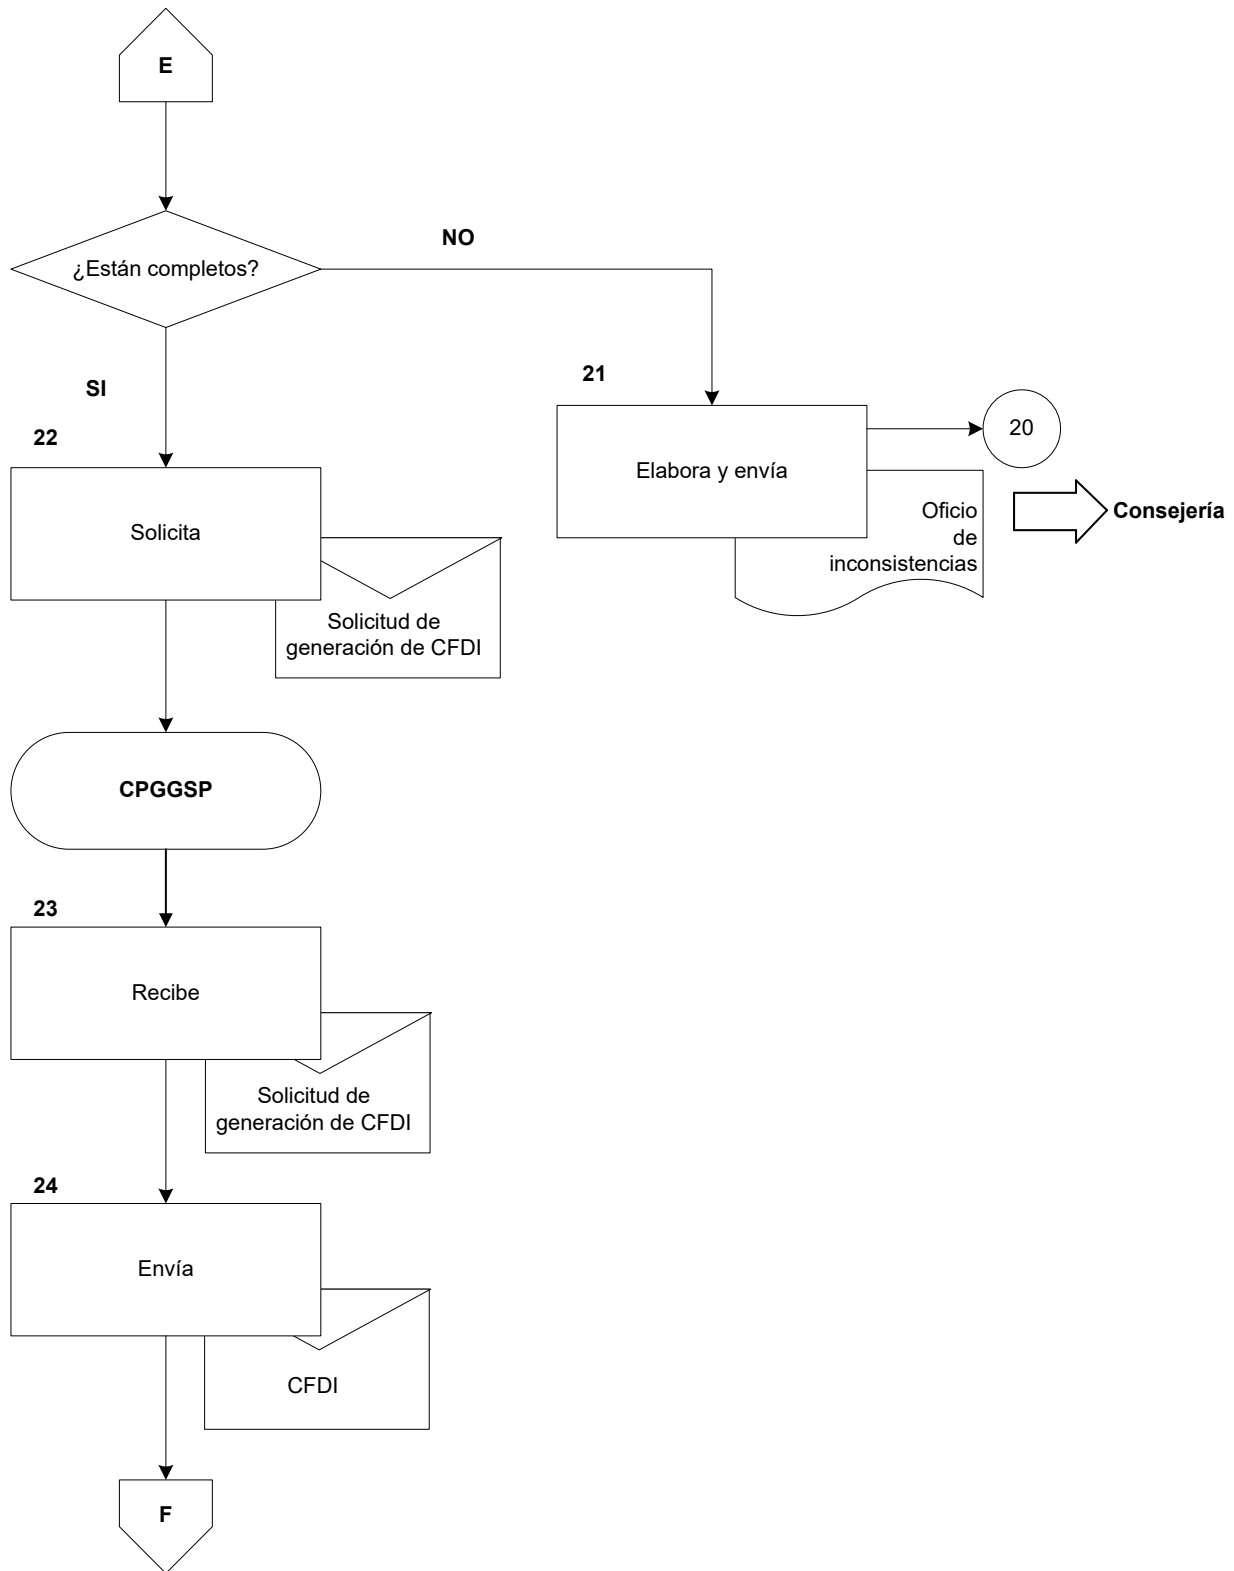 E
¿Están completos?
NO
SI
21
Elabora y envía
20
Oficio
de
inconsistencias
Consejería
22
Solicita
Solicitud de
generación de CFDI
CPGGSP
23
Recibe
Solicitud de
generación de CFDI
24
Envía
CFDI
F